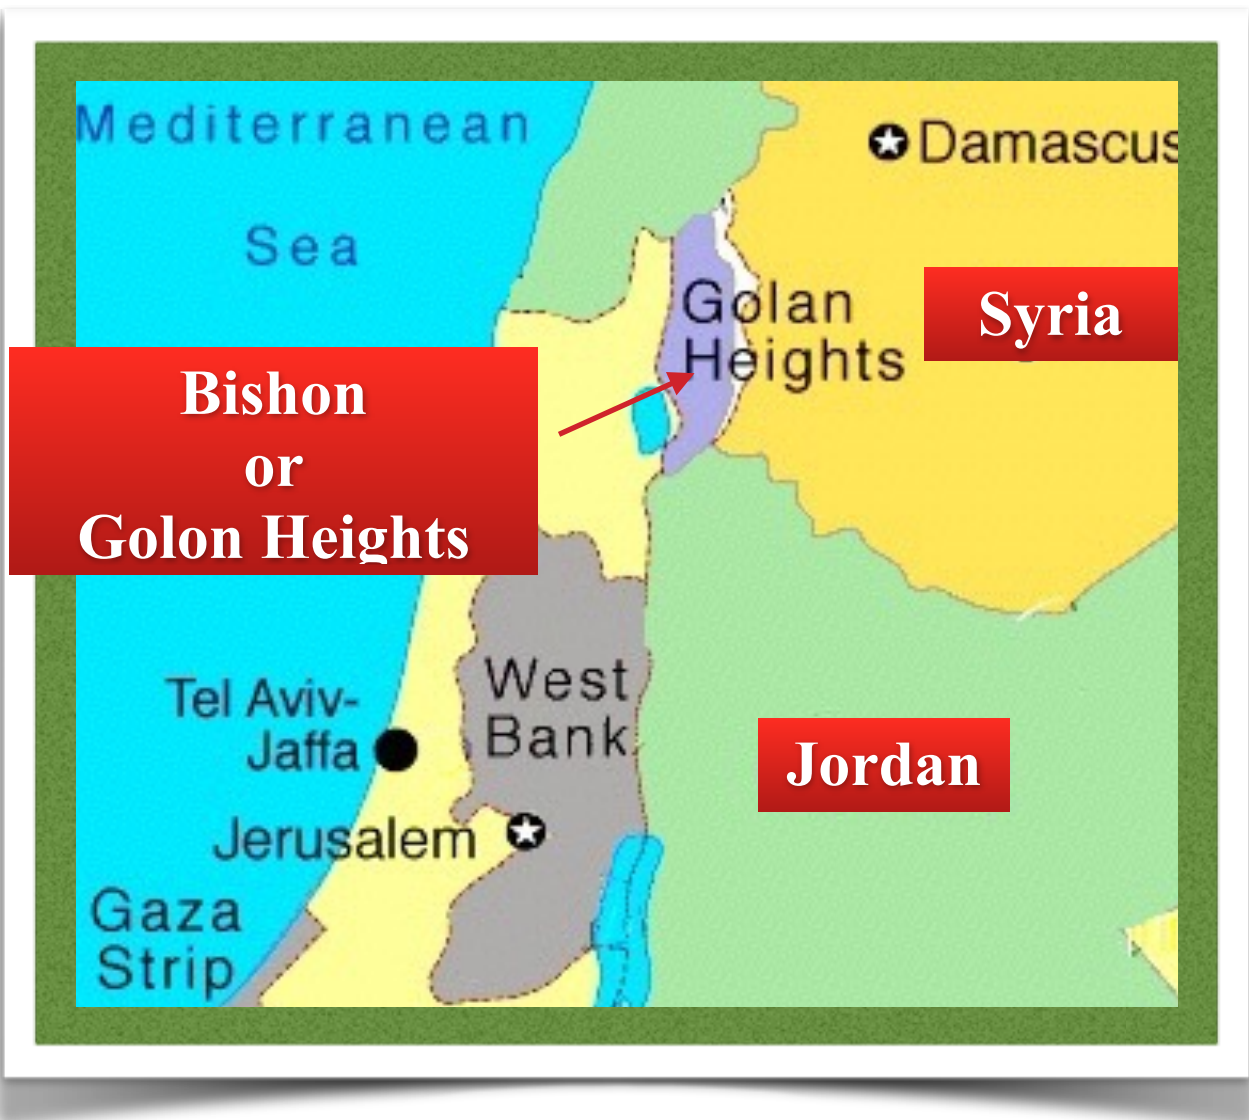 Mediterranean
Sea
Damascus
Golan
Heights
Syria
Bishon
or
Golon Heights
West
Bank
Tel Aviv-
Jaffa
Jordan
Jerusalem
Gaza
Strip